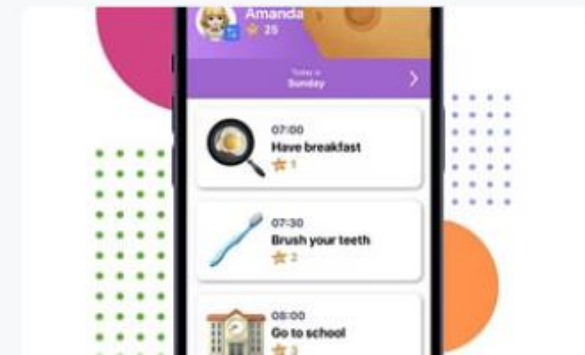 Amanda
25
Today is
Sunday
07:00
Have breakfast
1
07:30
Brush your teeth
2
08:00
Go to school
3